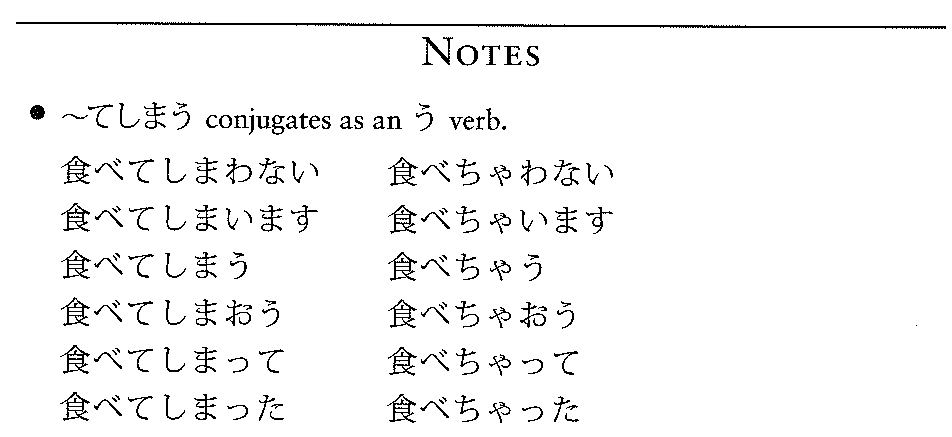 NOTES
● ～てしまう conjugates as an う verb.
食べてしまわない 食べちゃわない
食べてしまいます 食べちゃいます
食べてしまう 食べちゃう
食べてしまおう 食べちゃおう
食べてしまって 食べちゃって
食べてしまった 食べちゃった